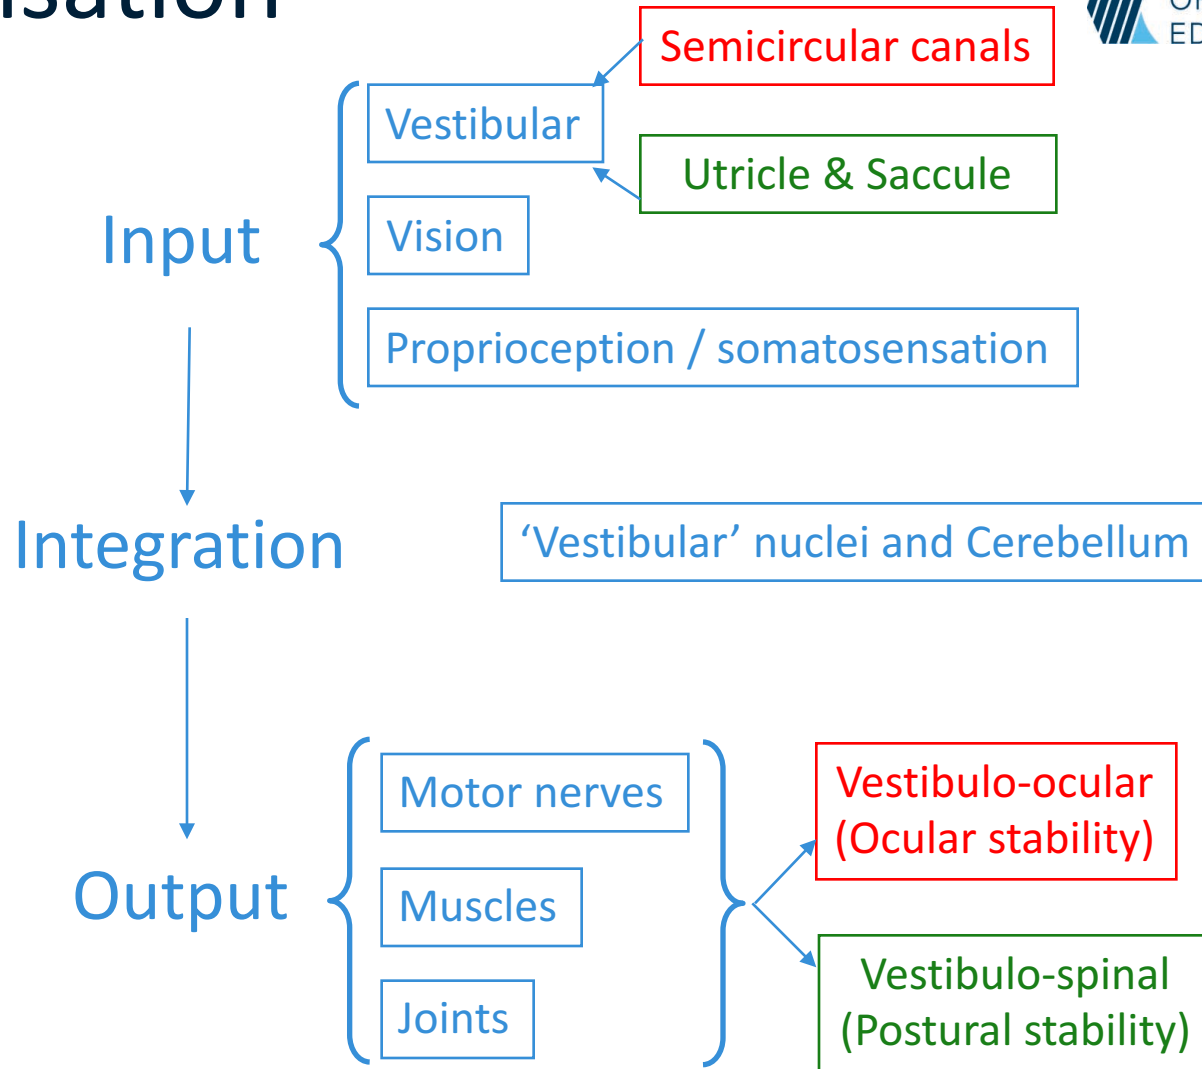 Semicircular canals
Vestibular
Utricle & Saccule
Input
Vision
Proprioception / somatosensation
Integration
‘Vestibular’ nuclei and Cerebellum
Motor nerves
Vestibulo-ocular
(Ocular stability)
Output
Muscles
Joints
Vestibulo-spinal
(Postural stability)